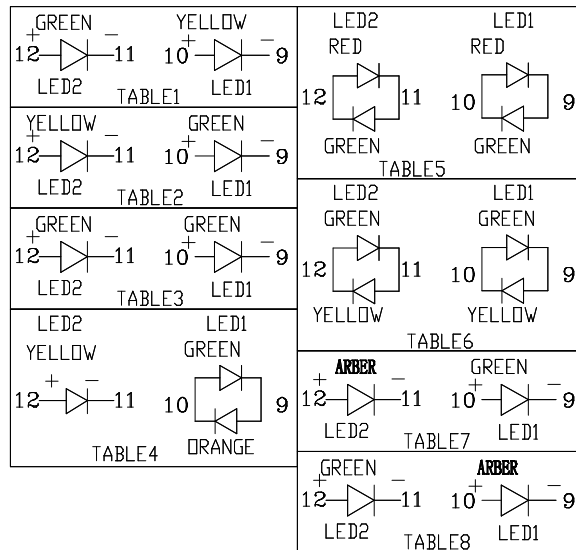 GREEN YELLOW
12 + - 11 10 + - 9
LED2 LED1
TABLE1
YELLOW GREEN
12 + 11 10 + 9
LED2 LED1
TABLE2
GREEN GREEN
12 + - 11 10 + - 9
LED2 LED1
TABLE3
LED2 LED1
YELLOW GREEN
12 + - 11 10 9
ORANGE
TABLE4
LED2 LED1
RED RED
12 11 10 9
GREEN GREEN
TABLE5
LED2 LED1
GREEN GREEN
12 11 10 9
YELLOW YELLOW
TABLE6
ARBER GREEN
12 + - 11 10 + - 9
LED2 LED1
TABLE7
GREEN ARBER
12 + - 11 10 + - 9
LED2 LED1
TABLE8